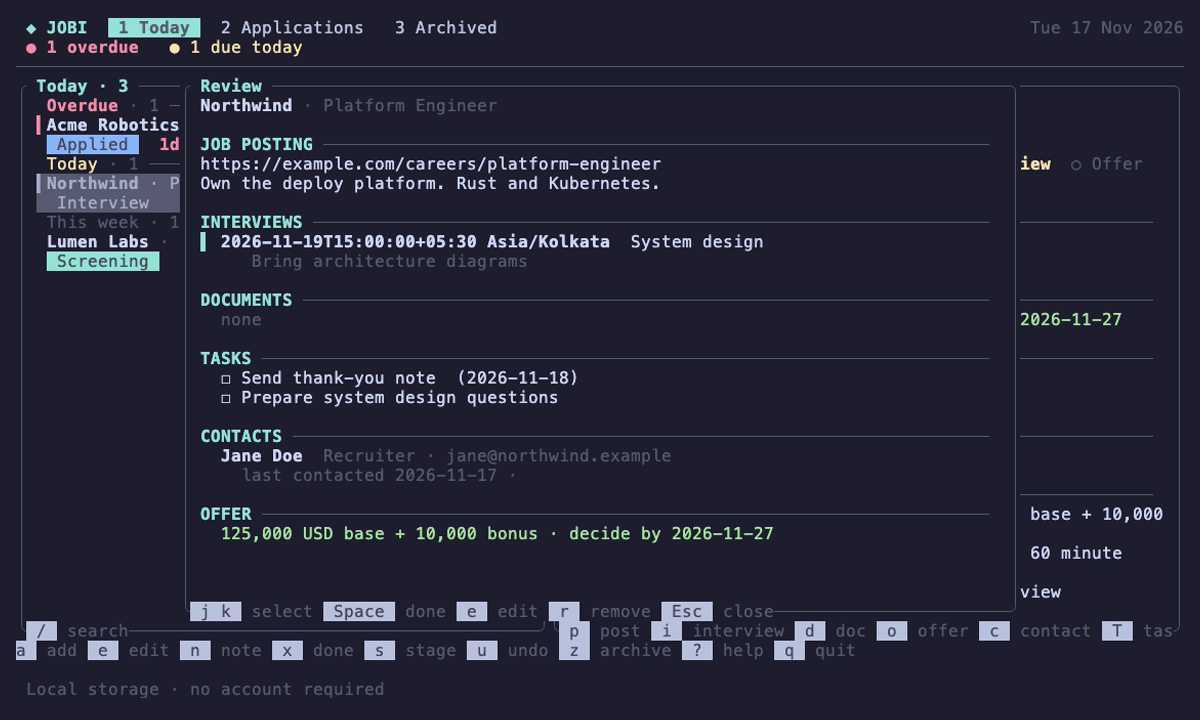 ◆ JOBI 1 Today 2 Applications 3 Archived Tue 17 Nov 2026
● 1 overdue ● 1 due today
Today · 3 Review
Overdue · 1 Northwind · Platform Engineer
Acme Robotics
Applied 1d JOB POSTING
Today · 1 https://example.com/careers/platform-engineer iew ○ Offer
Northwind · P Own the deploy platform. Rust and Kubernetes.
Interview
This week · 1 INTERVIEWS
Lumen Labs · 2026-11-19T15:00:00+05:30 Asia/Kolkata System design
Screening Bring architecture diagrams
DOCUMENTS
none 2026-11-27
TASKS
□ Send thank-you note (2026-11-18)
□ Prepare system design questions
CONTACTS
Jane Doe Recruiter · jane@northwind.example
last contacted 2026-11-17 ·
OFFER base + 10,000
125,000 USD base + 10,000 bonus · decide by 2026-11-27
60 minute
view
j k select Space done e edit r remove Esc close
/ search p post i interview d doc o offer c contact T tas
a add e edit n note x done s stage u undo z archive ? help q quit
Local storage · no account required